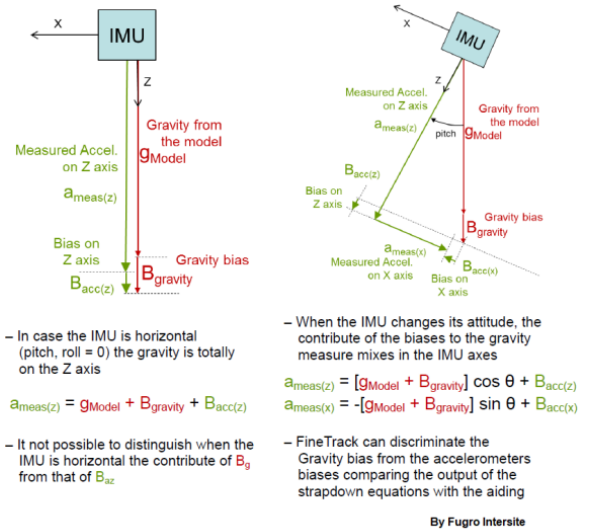 X
IMU
Z
Gravity from
the model
gModel
Measured Accel.
on Z axis
ameas(z)
Bias on
Z axis
Bacc(z)
Gravity bias
Bgravity
– In case the IMU is horizontal
(pitch, roll = 0) the gravity is totally
on the Z axis
ameas(z) = gModel + Bgravity + Bacc(z)
– It not possible to distinguish when the
IMU is horizontal the contribute of Bg
from that of Baz
X
IMU
Z
Measured Accel.
on Z axis
ameas(z)
pitch
Gravity from
the model
gModel
Bacc(z)
Bias on
Z axis
Gravity bias
Bgravity
ameas(x)
Measured Accel.
on X axis
Bacc(x)
Bias on
X axis
– When the IMU changes its attitude, the
contribute of the biases to the gravity
measure mixes in the IMU axes
ameas(z) = [gModel + Bgravity] cos θ + Bacc(z)
ameas(x) = -[gModel + Bgravity] sin θ + Bacc(x)
– FineTrack can discriminate the
Gravity bias from the accelerometers
biases comparing the output of the
strapdown equations with the aiding
By Fugro Intersite